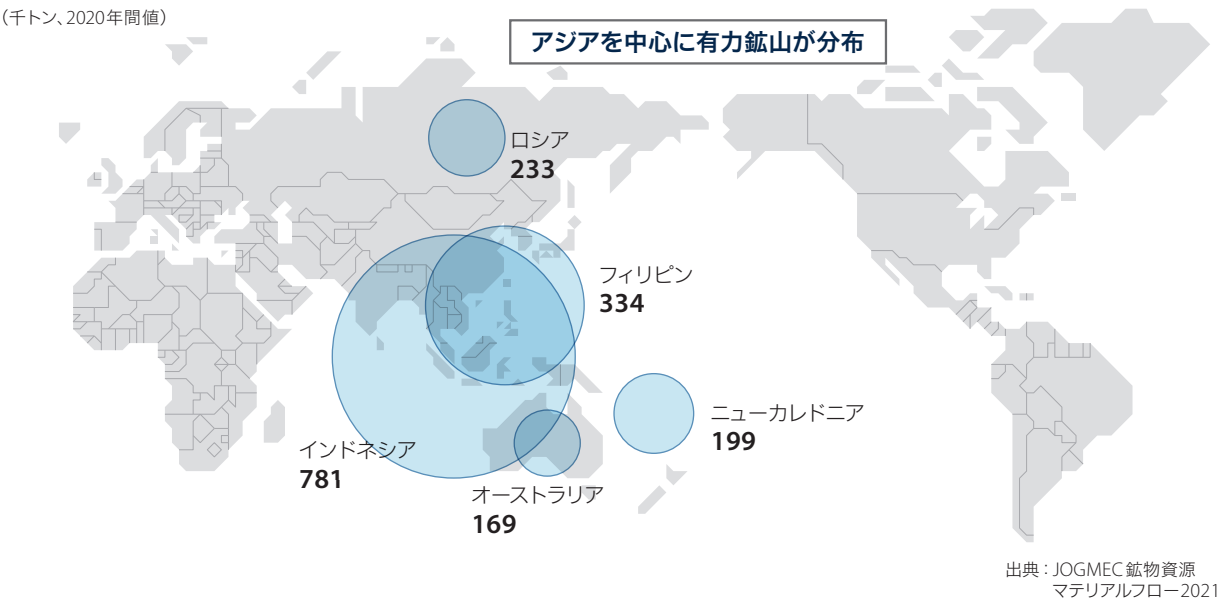 （千トン、2020年間値）
アジアを中心に有力鉱山が分布
ロシア
233
フィリピン
334
ニューカレドニア
199
インドネシア
781
オーストラリア
169
出典：JOGMEC鉱物資源
マテリアルフロー2021